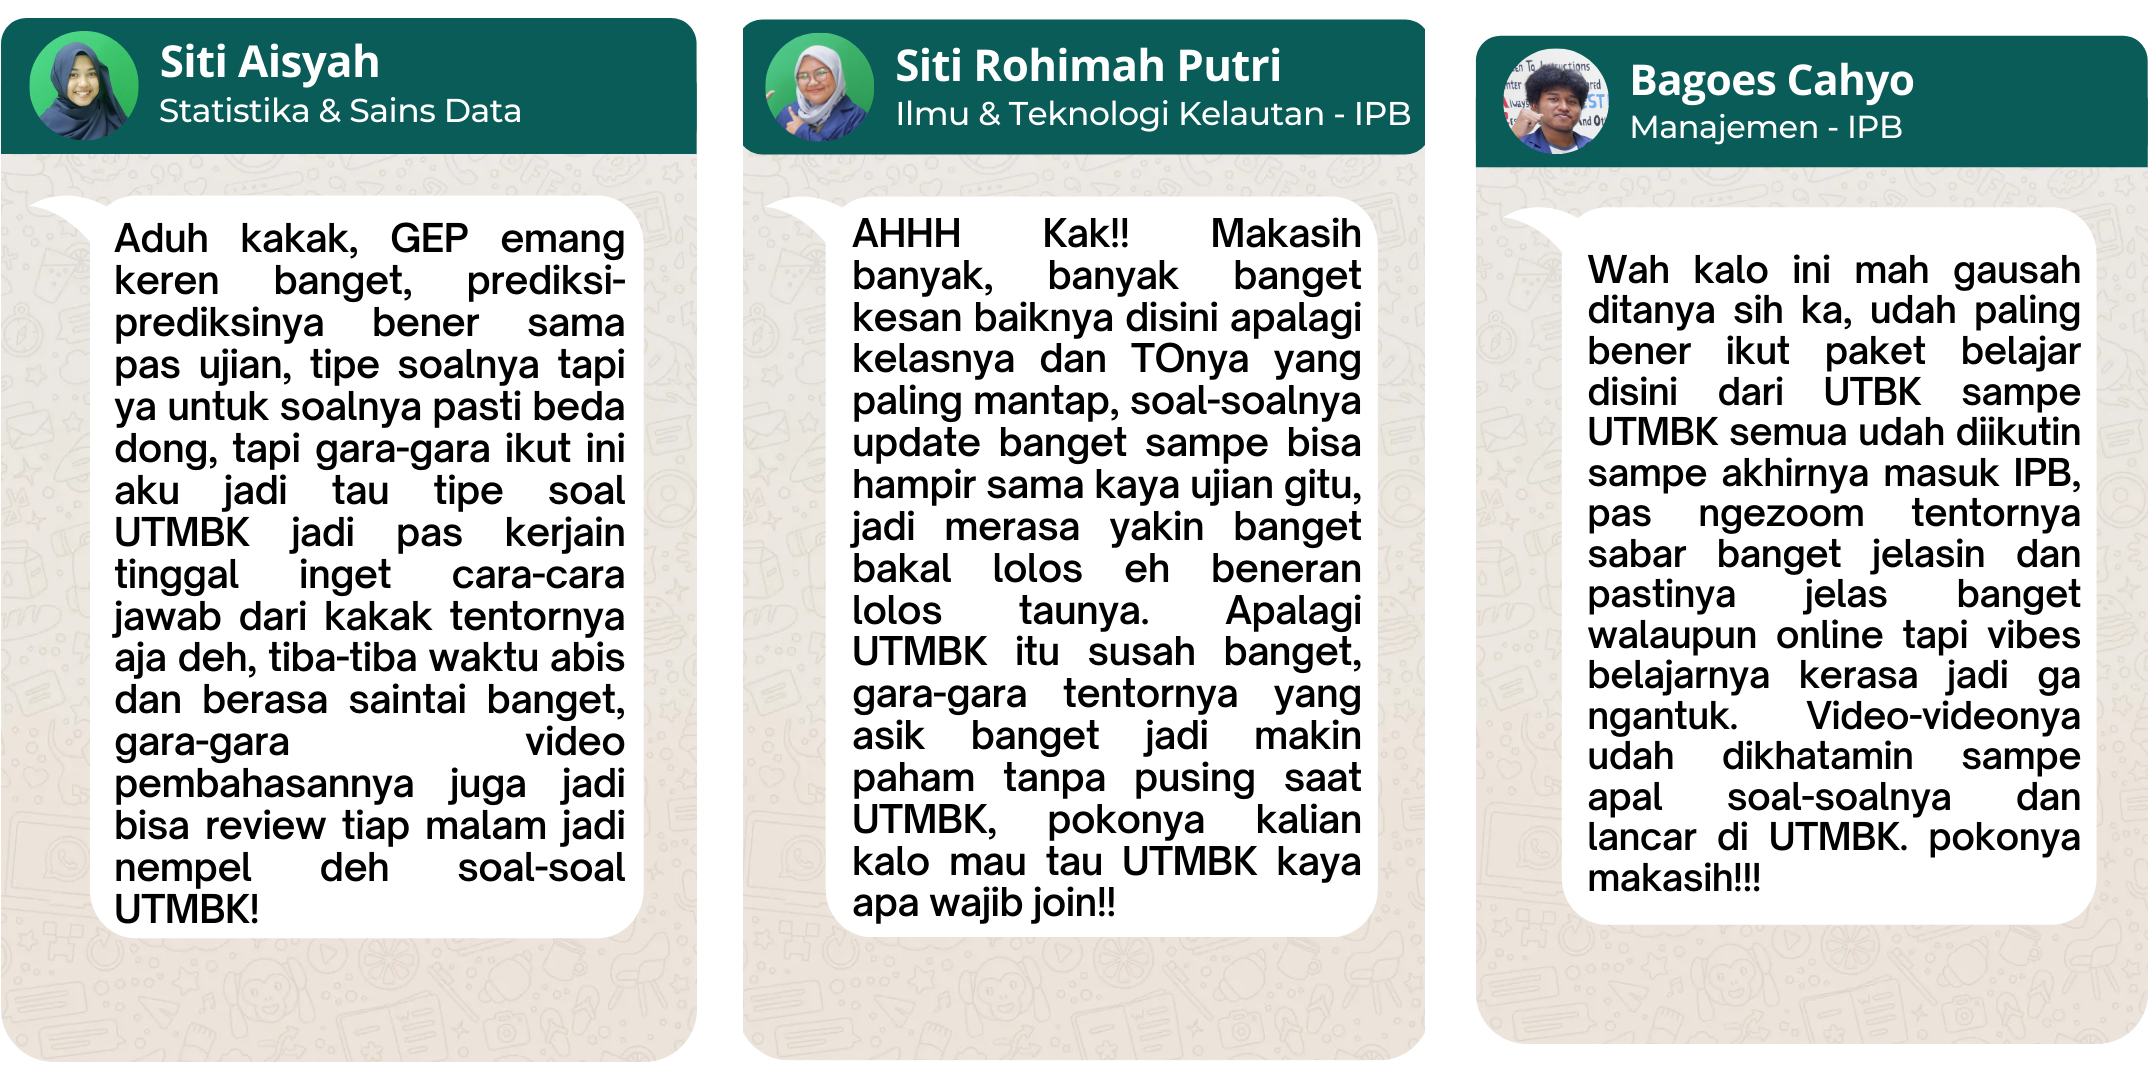 Siti Aisyah
Statistika & Sains Data
Aduh kakak, GEP emang
keren banget, prediksi-
prediksinya bener sama
pas ujian, tipe soalnya tapi
ya untuk soalnya pasti beda
dong, tapi gara-gara ikut ini
aku jadi tau tipe soal
UTMBK jadi pas kerjain
tinggal inget cara-cara
jawab dari kakak tentornya
aja deh, tiba-tiba waktu abis
dan berasa saintai banget,
gara-gara video
pembahasannya juga jadi
bisa review tiap malam jadi
nempel deh soal-soal
UTMBK!
Siti Rohimah Putri
Ilmu & Teknologi Kelautan - IPB
AHHH Kak!! Makasih
banyak, banyak banget
kesan baiknya disini apalagi
kelasnya dan TOnya yang
paling mantap, soal-soalnya
update banget sampe bisa
hampir sama kaya ujian gitu,
jadi merasa yakin banget
bakal lolos eh beneran
lolos taunya. Apalagi
UTMBK itu susah banget,
gara-gara tentornya yang
asik banget jadi makin
paham tanpa pusing saat
UTMBK, pokonya kalian
kalo mau tau UTMBK kaya
apa wajib join!!
Bagoes Cahyo
Manajemen - IPB
Wah kalo ini mah gausah
ditanya sih ka, udah paling
bener ikut paket belajar
disini dari UTBK sampe
UTMBK semua udah diikutin
sampe akhirnya masuk IPB,
pas ngezoom tentornya
sabar banget jelasin dan
pastinya jelas banget
walaupun online tapi vibes
belajarnya kerasa jadi ga
ngantuk. Video-videonya
udah dikhatamin sampe
apal soal-soalnya dan
lancar di UTMBK. pokonya
makasih!!!